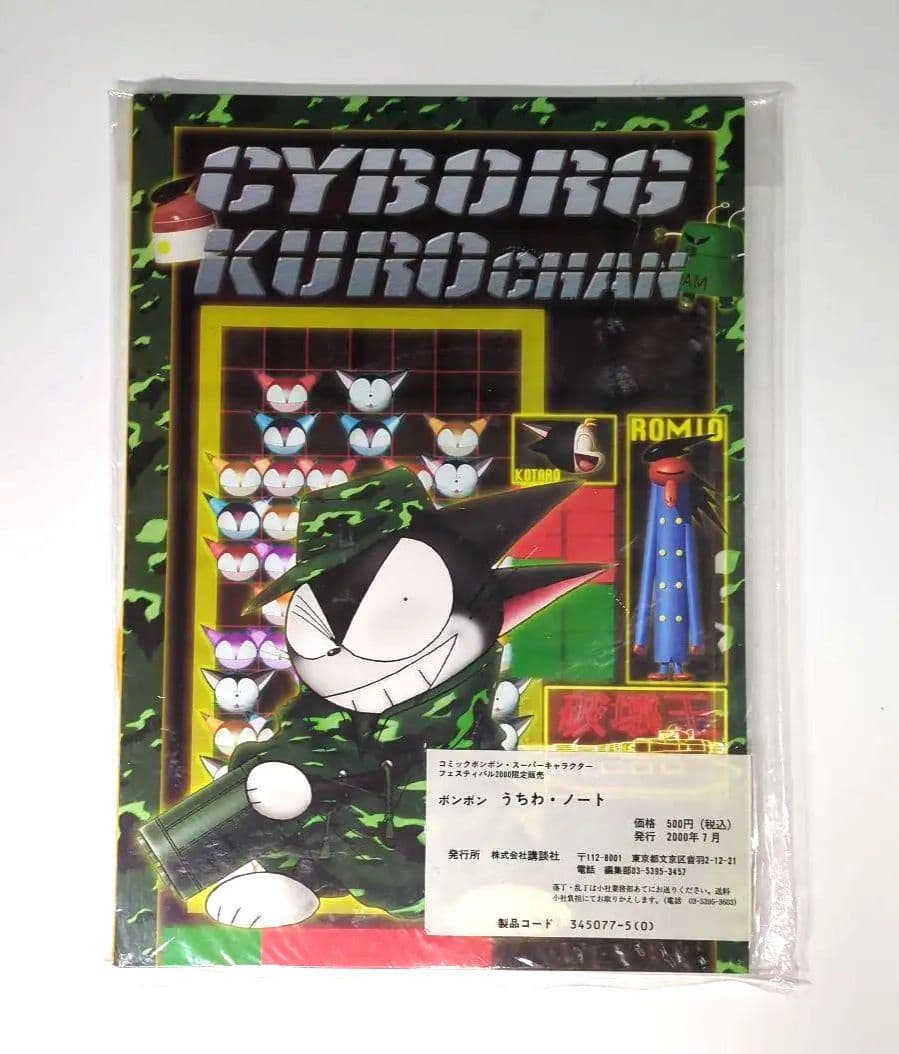 CYBORG
KUROCHAN
AM
ROMIO
KOTARO
破壊王
コミックボンボン・スーパーキャラクター
フェスティバル2000限定販売
ボンボン うちわ・ノート
価格 500円(税込)
発行 2000年7月
発行所 株式会社講談社 〒112-8001 東京都文京区音羽2-12-21
電話 編集部03-5395-3457
落丁・乱丁は小社業務部あてにお送りください。送料
小社負担にてお取りかえします。(電話 03-5395-3603)
製品コード 345077-5(0)